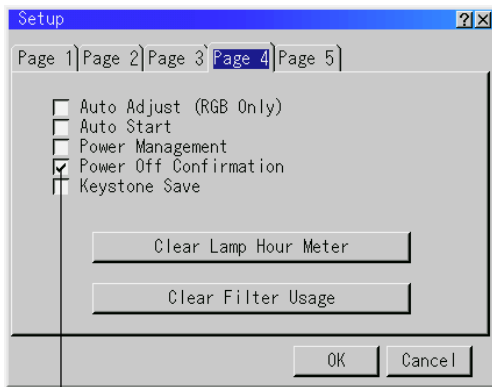 Setup ? X
Page 1 Page 2 Page 3 Page 4 Page 5
Auto Adjust (RGB Only)
Auto Start
Power Management
Power Off Confirmation
Keystone Save
Clear Lamp Hour Meter
Clear Filter Usage
OK Cancel